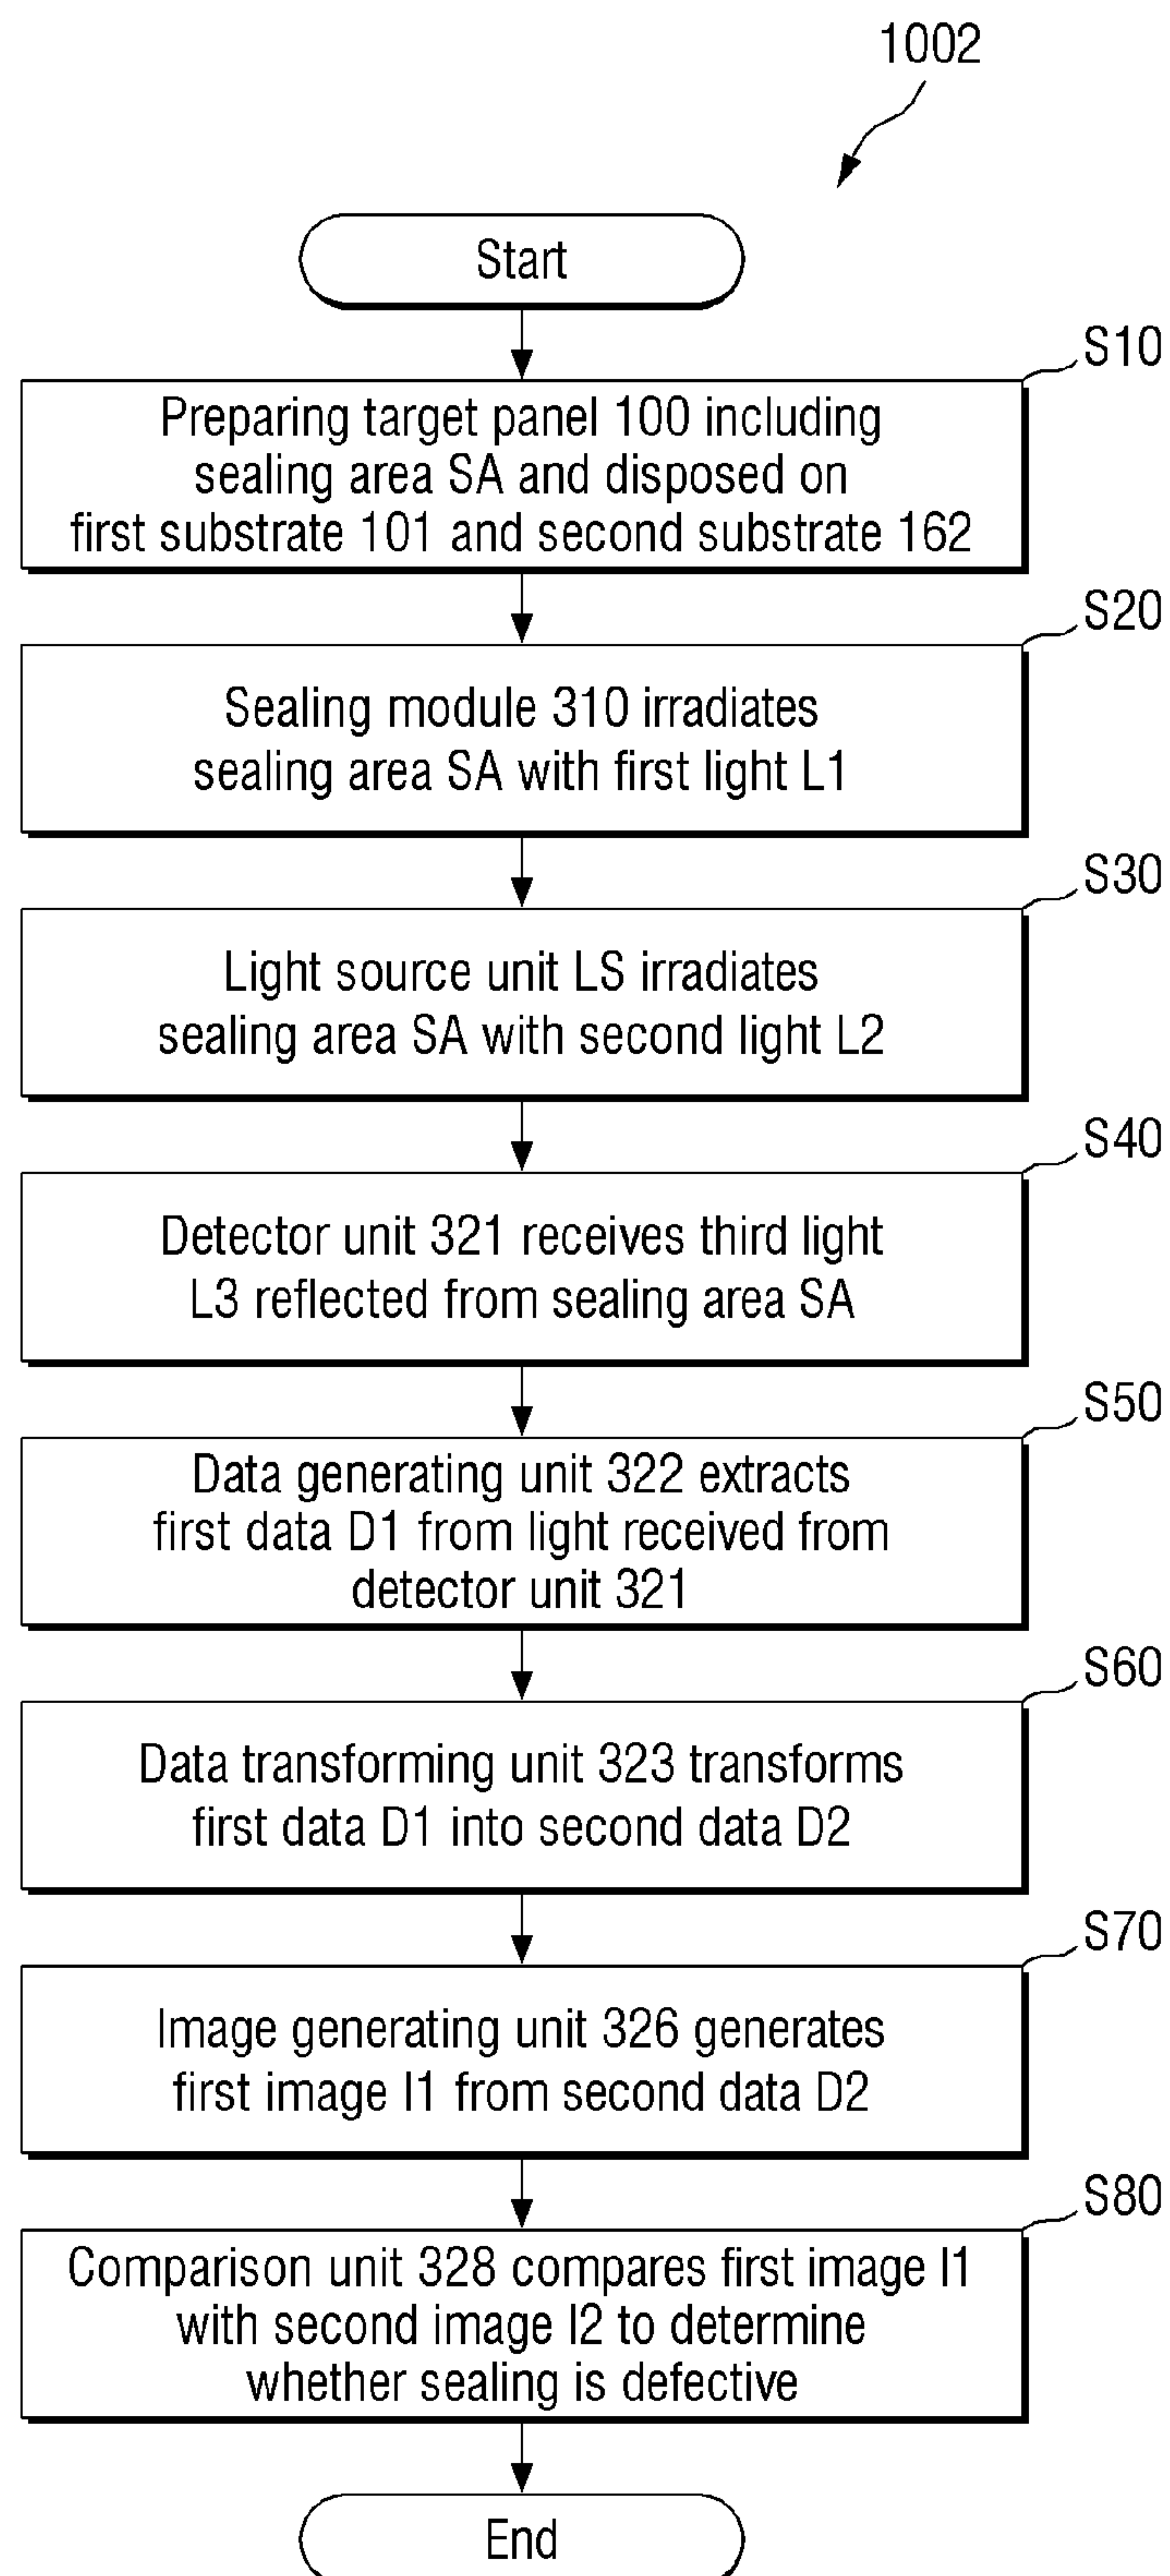 1002
Start
S10
Preparing target panel 100 including
sealing area SA and disposed on
first substrate 101 and second substrate 162
S20
Sealing module 310 irradiates
sealing area SA with first light L1
S30
Light source unit LS irradiates
sealing area SA with second light L2
S40
Detector unit 321 receives third light
L3 reflected from sealing area SA
S50
Data generating unit 322 extracts
first data D1 from light received from
detector unit 321
S60
Data transforming unit 323 transforms
first data D1 into second data D2
S70
Image generating unit 326 generates
first image I1 from second data D2
S80
Comparison unit 328 compares first image I1
with second image I2 to determine
whether sealing is defective
End